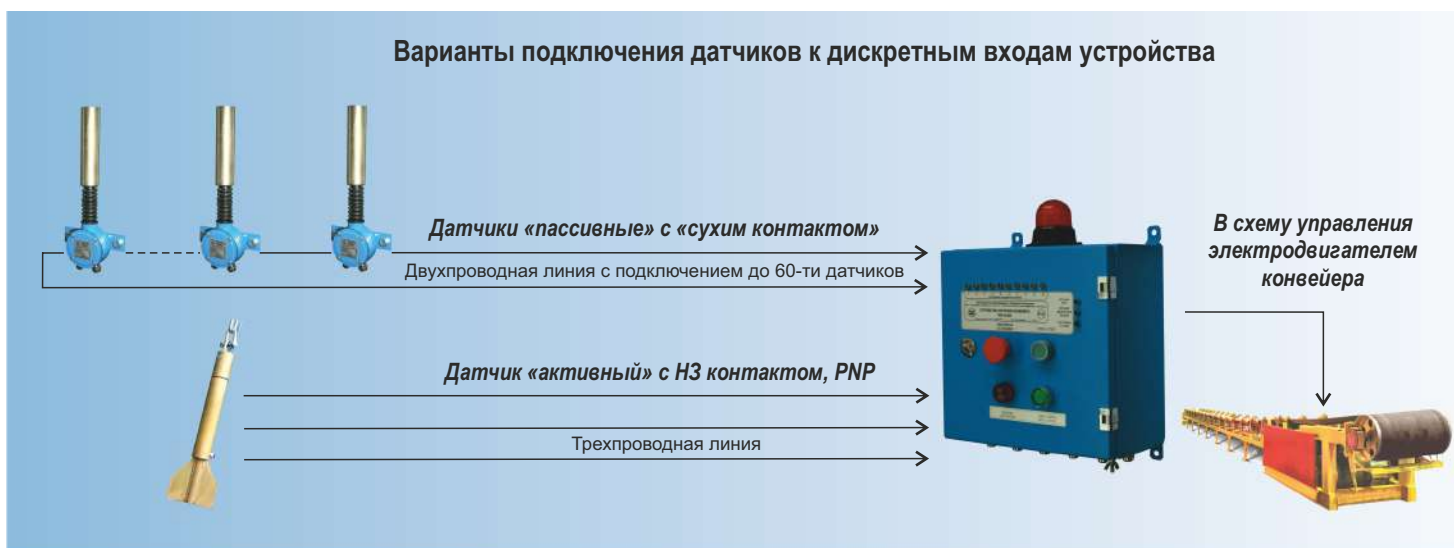 Варианты подключения датчиков к дискретным входам устройства
Датчики «пассивные» с «сухим контактом»
Двухпроводная линия с подключением до 60-ти датчиков
В схему управления
электродвигателем
конвейера
Датчик «активный» с НЗ контактом, PNP
Трехпроводная линия